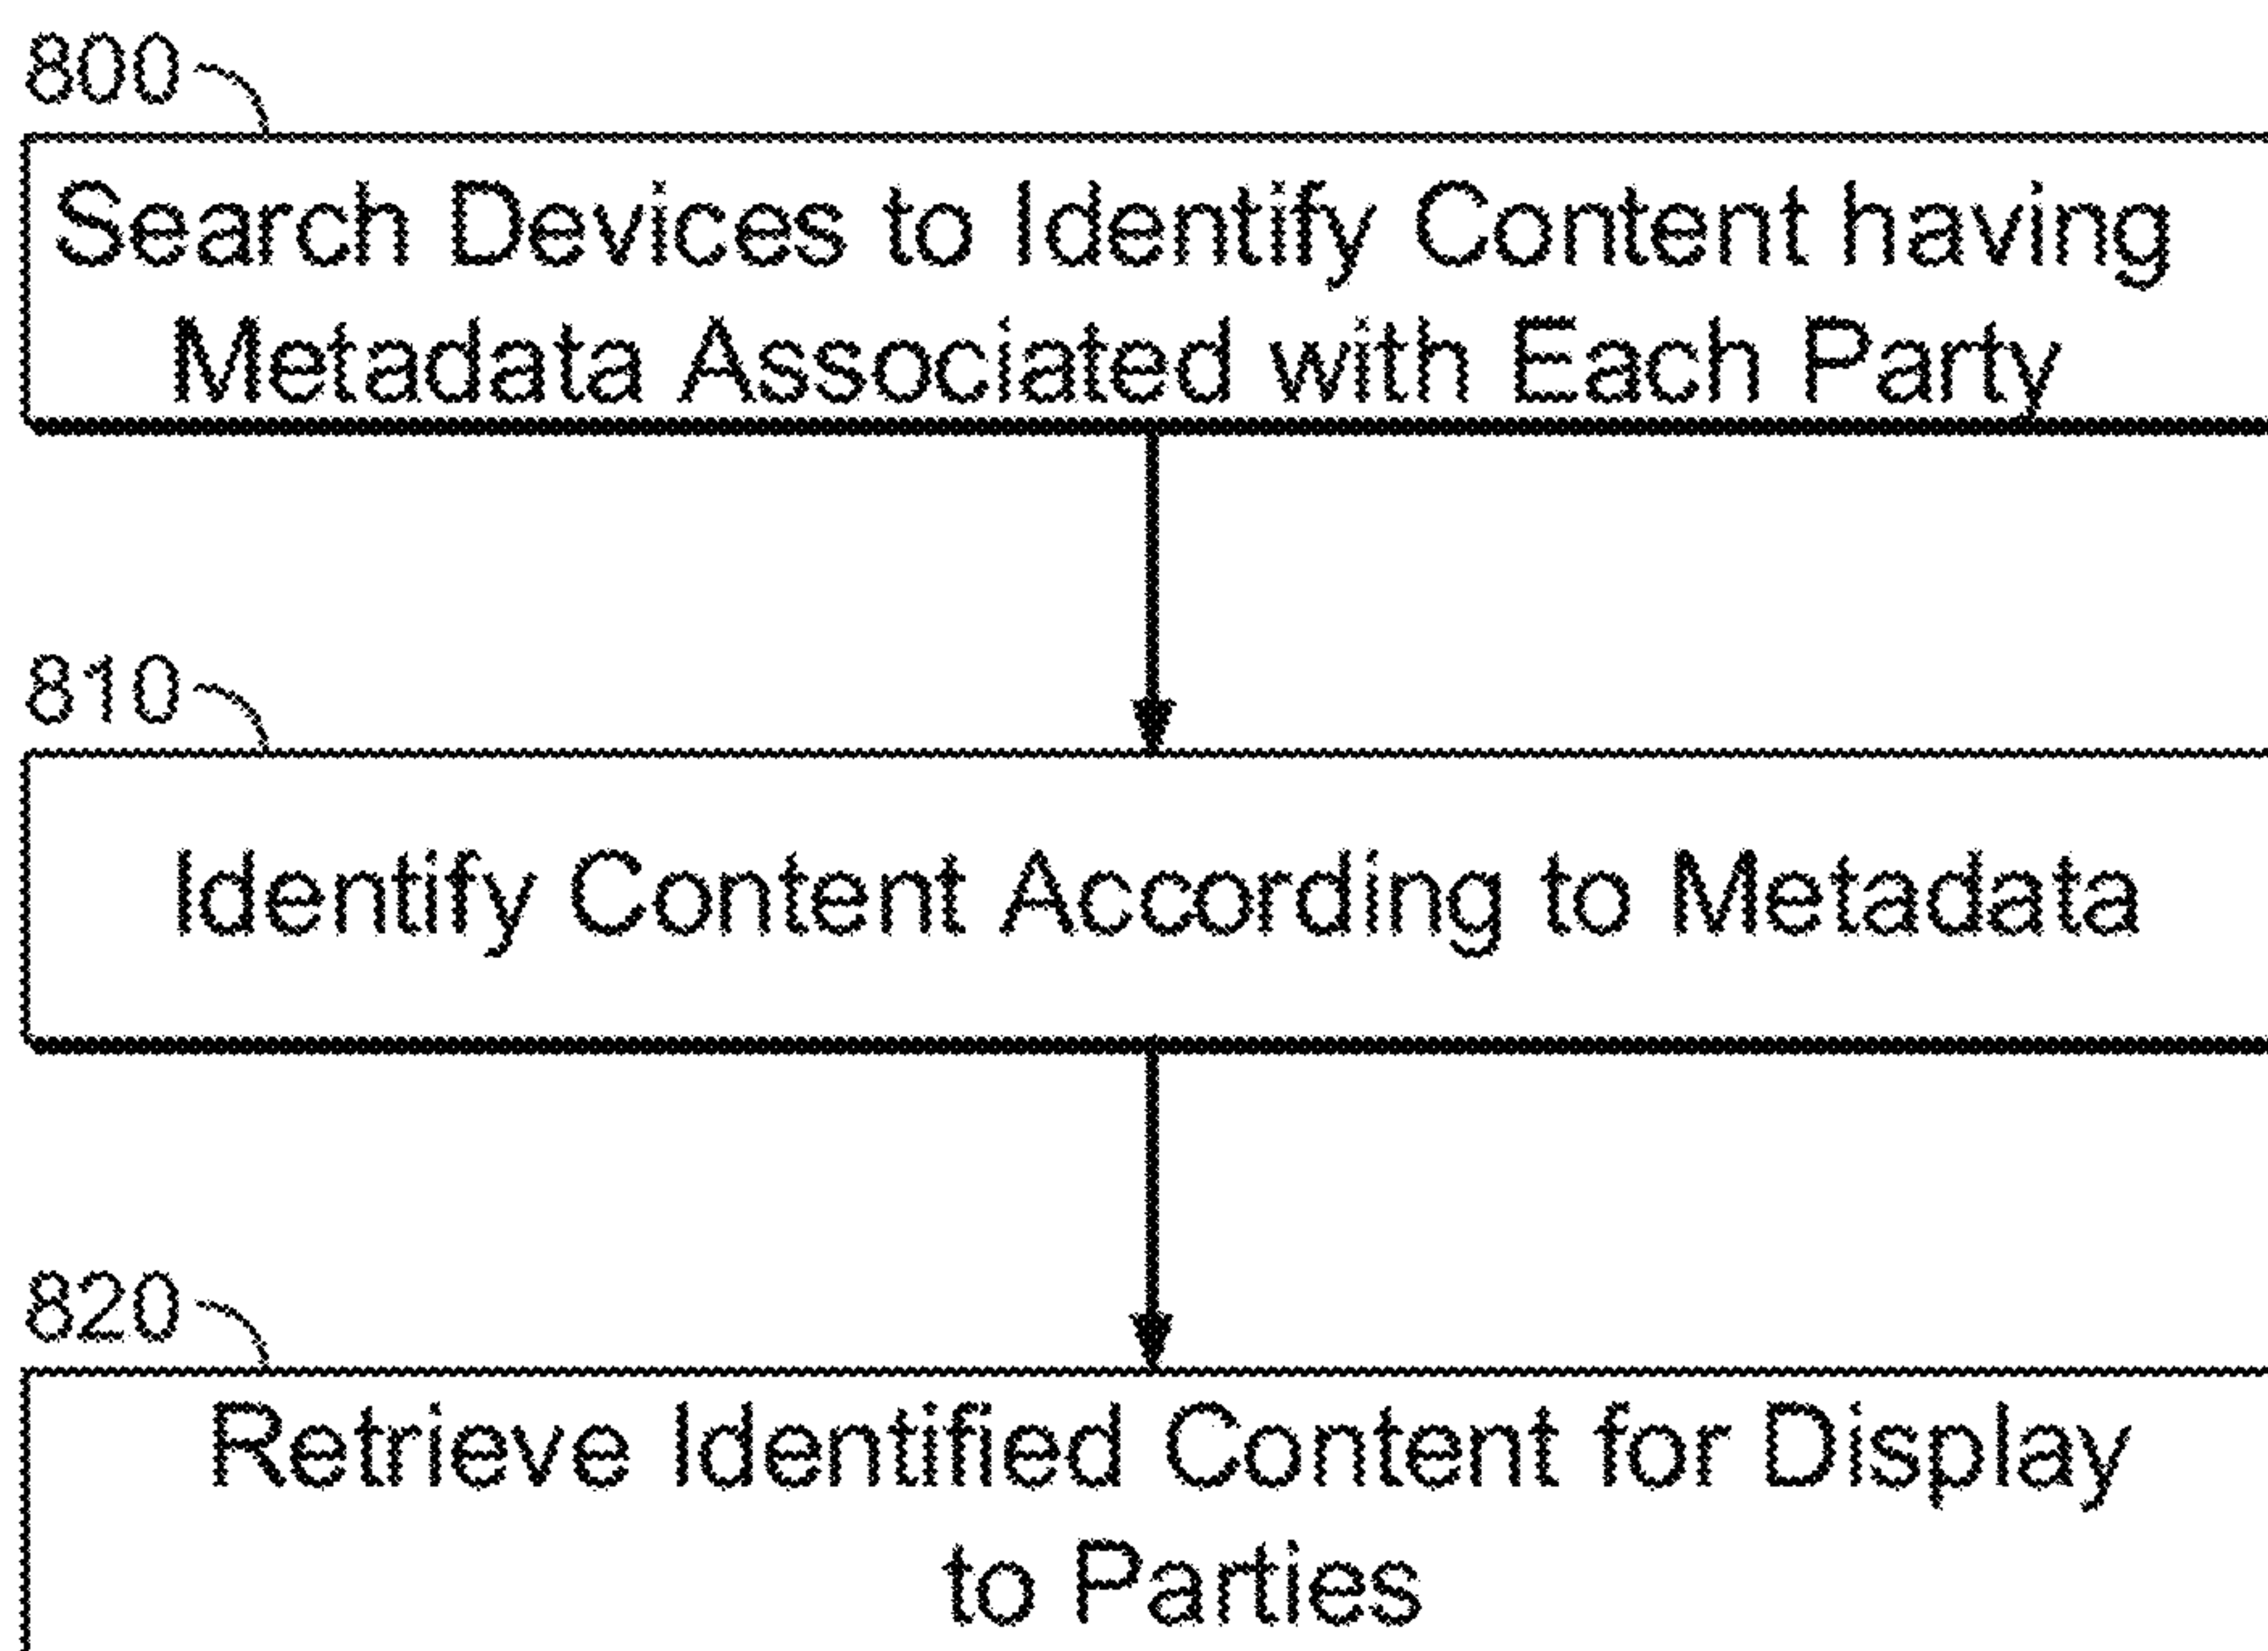 800
Search Devices to Identify Content having
Metadata Associated with Each Party
810
Identify Content According to Metadata
820
Retrieve Identified Content for Display
to Parties